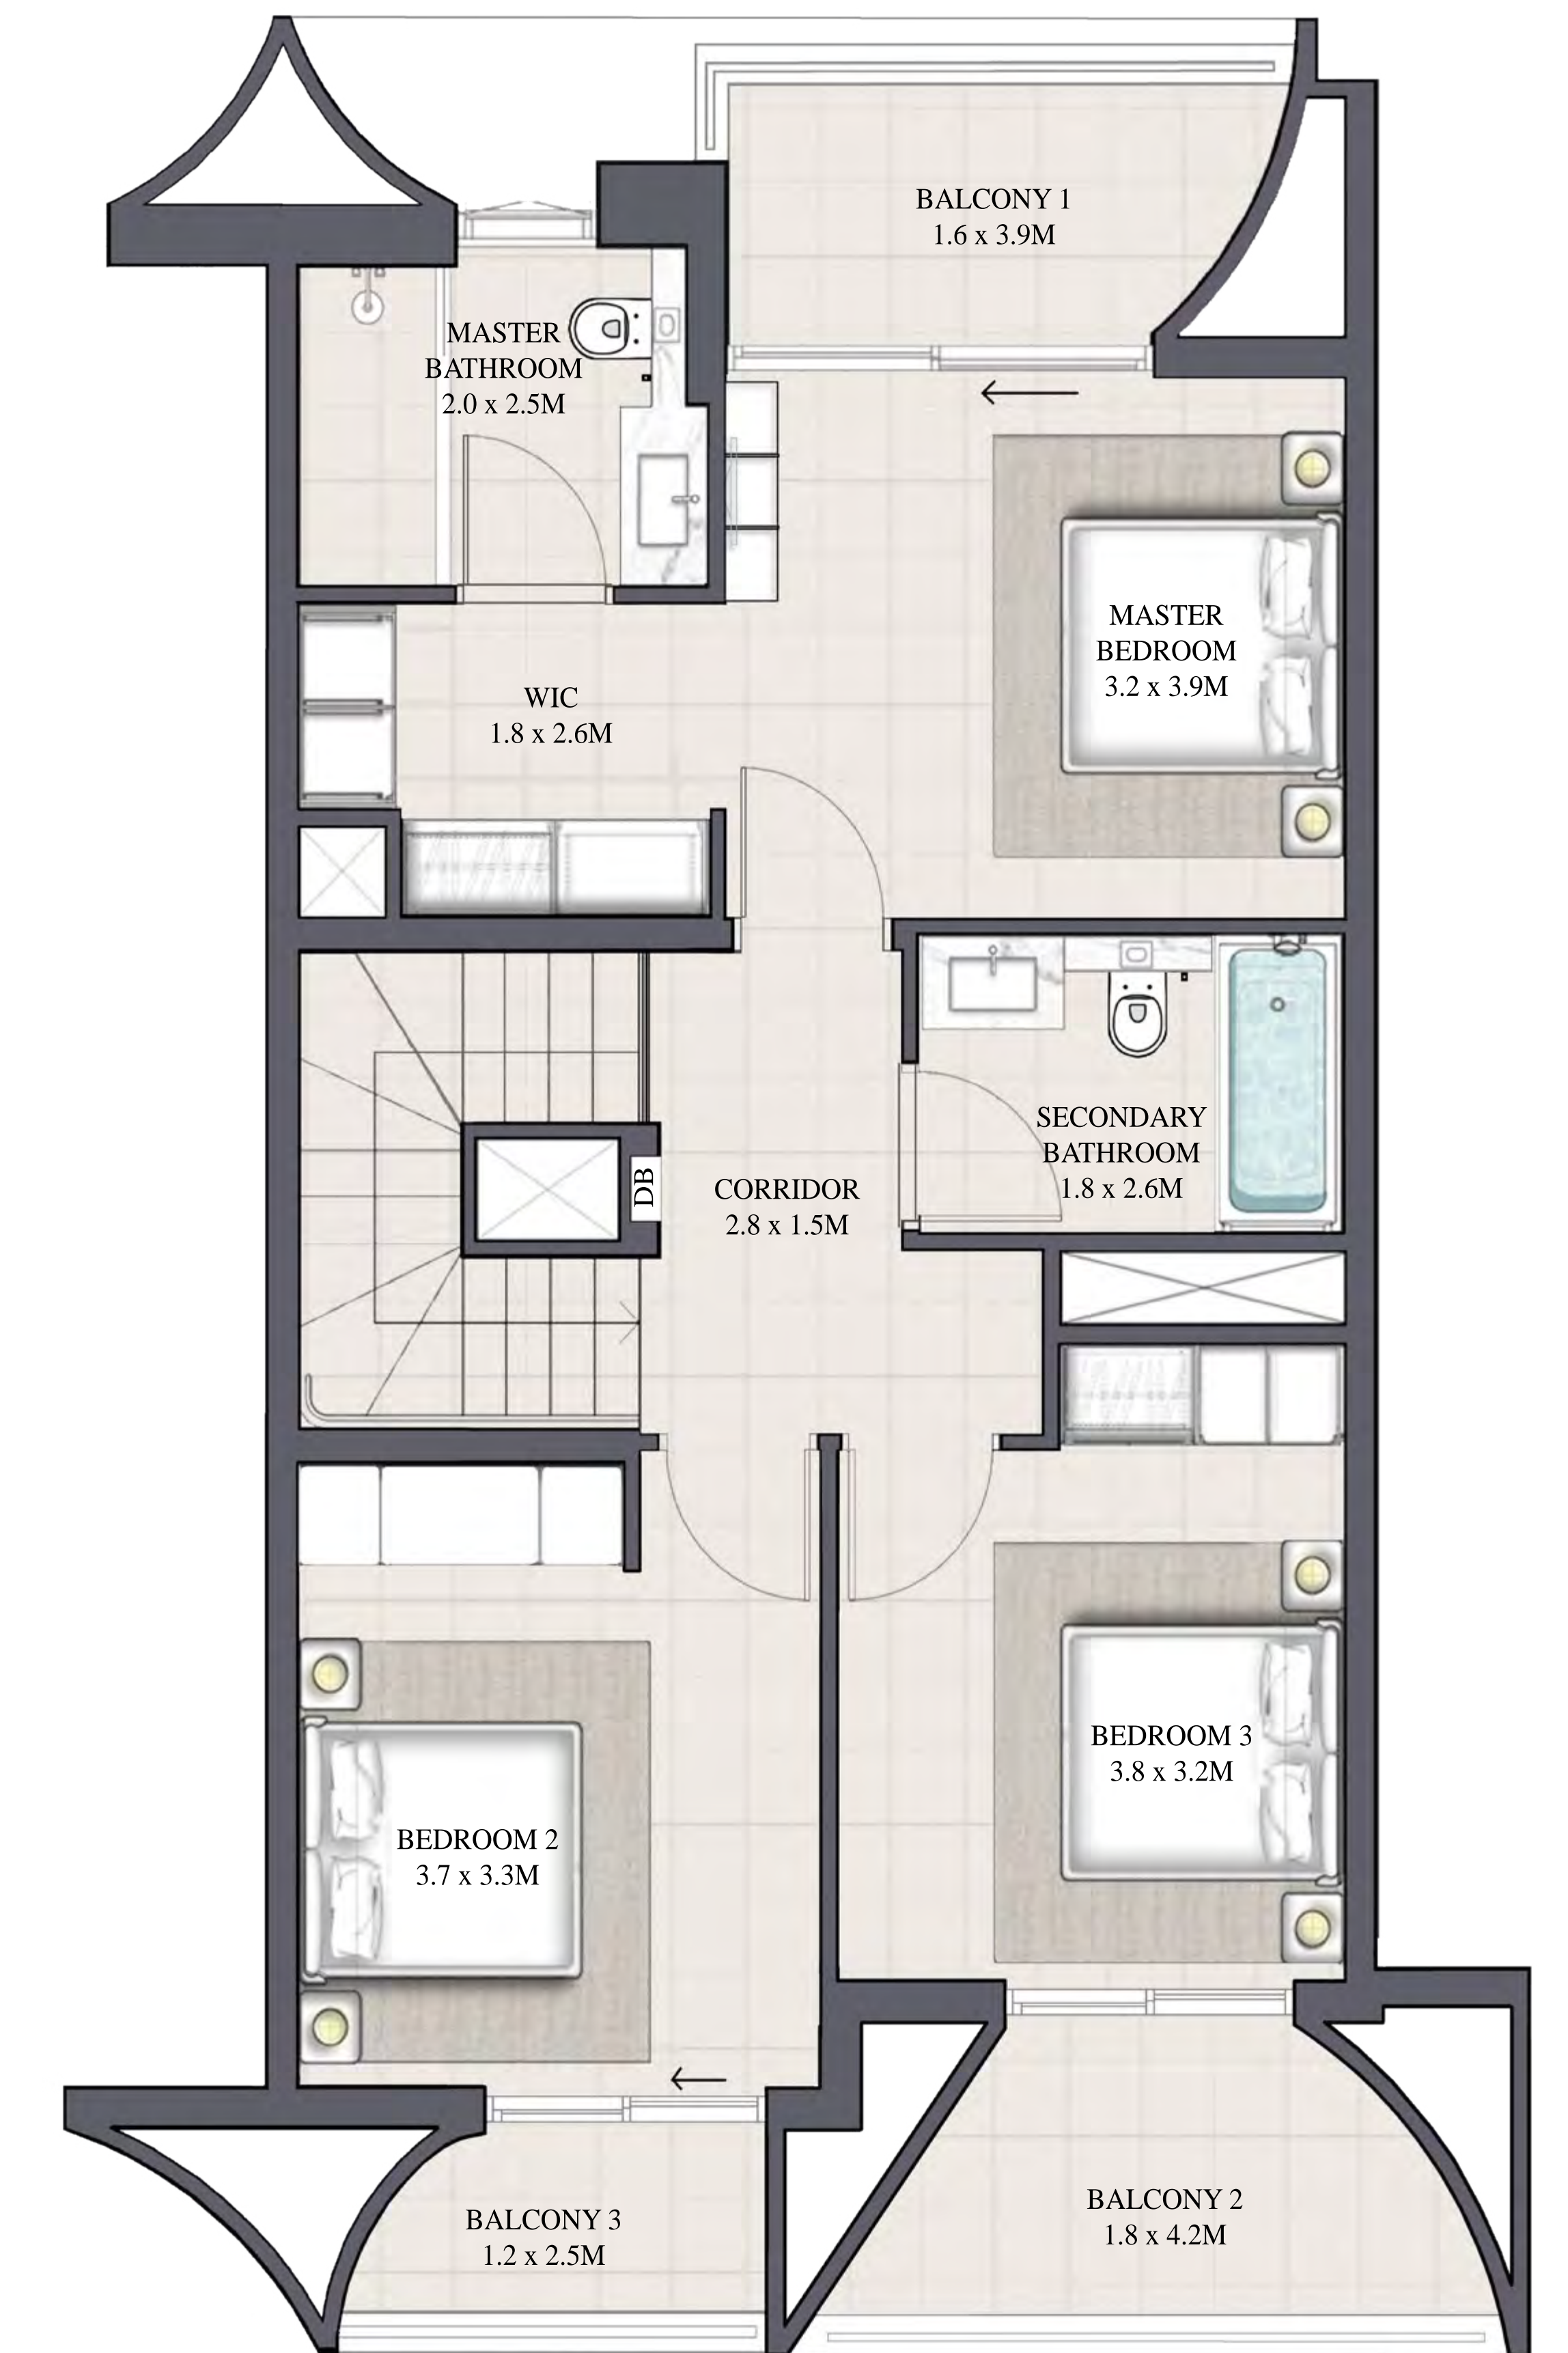 BALCONY 1
1.6 x 3.9M
MASTER
BATHROOM
2.0 x 2.5M
MASTER
BEDROOM
3.2 x 3.9M
WIC
1.8 x 2.6M
SECONDARY
BATHROOM
1.8 x 2.6M
DB
CORRIDOR
2.8 x 1.5M
BEDROOM 3
3.8 x 3.2M
BEDROOM 2
3.7 x 3.3M
BALCONY 2
1.8 x 4.2M
BALCONY 3
1.2 x 2.5M